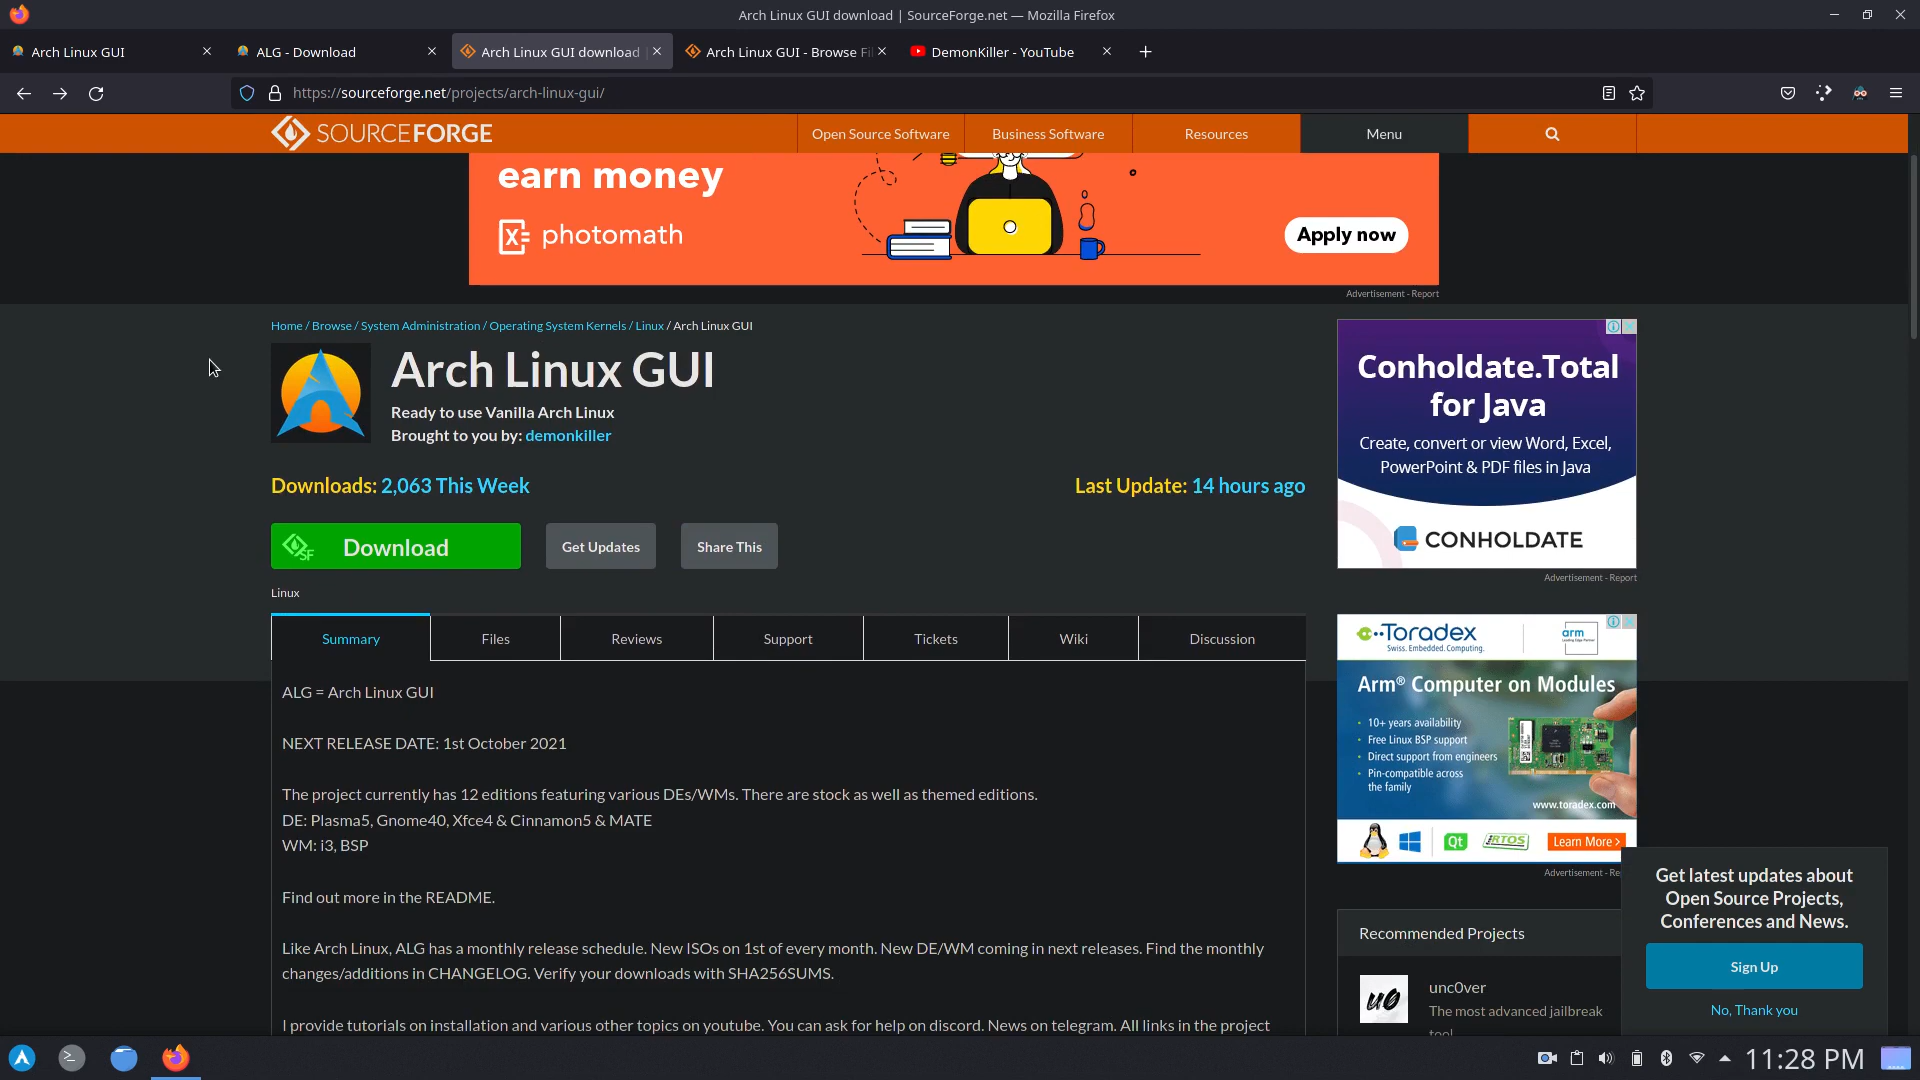 Arch Linux GUI download | SourceForge.net — Mozilla Firefox
Arch Linux GUI
ALG - Download
Arch Linux GUI download |
Arch Linux GUI - Browse Fi
DemonKiller - YouTube
https://sourceforge.net/projects/arch-linux-gui/
SOURCEFORGE
Open Source Software
Business Software
Resources
Menu
earn money
photomath
Apply now
Advertisement - Report
Home / Browse / System Administration / Operating System Kernels / Linux / Arch Linux GUI
Arch Linux GUI
Ready to use Vanilla Arch Linux
Brought to you by: demonkiller
Downloads: 2,063 This Week
Last Update: 14 hours ago
SF
Download
Get Updates
Share This
Linux
Summary
Files
Reviews
Support
Tickets
Wiki
Discussion
ALG = Arch Linux GUI
NEXT RELEASE DATE: 1st October 2021
The project currently has 12 editions featuring various DEs/WMs. There are stock as well as themed editions.
DE: Plasma5, Gnome40, Xfce4 & Cinnamon5 & MATE
WM: i3, BSP
Find out more in the README.
Like Arch Linux, ALG has a monthly release schedule. New ISOs on 1st of every month. New DE/WM coming in next releases. Find the monthly
changes/additions in CHANGELOG. Verify your downloads with SHA256SUMS.
I provide tutorials on installation and various other topics on youtube. You can ask for help on discord. News on telegram. All links in the project
Conholdate.Total
for Java
Create, convert or view Word, Excel,
PowerPoint & PDF files in Java
CONHOLDATE
Advertisement - Report
Toradex
Swiss. Embedded. Computing.
arm
Arm® Computer on Modules
• 10+ years availability
• Free Linux BSP support
• Direct support from engineers
• Pin-compatible across
the family
www.toradex.com
Qt
RTOS
Learn More >
Advertisement - Re
Recommended Projects
u0
unc0ver
The most advanced jailbreak
tool
Get latest updates about
Open Source Projects,
Conferences and News.
Sign Up
No, Thank you
11:28 PM